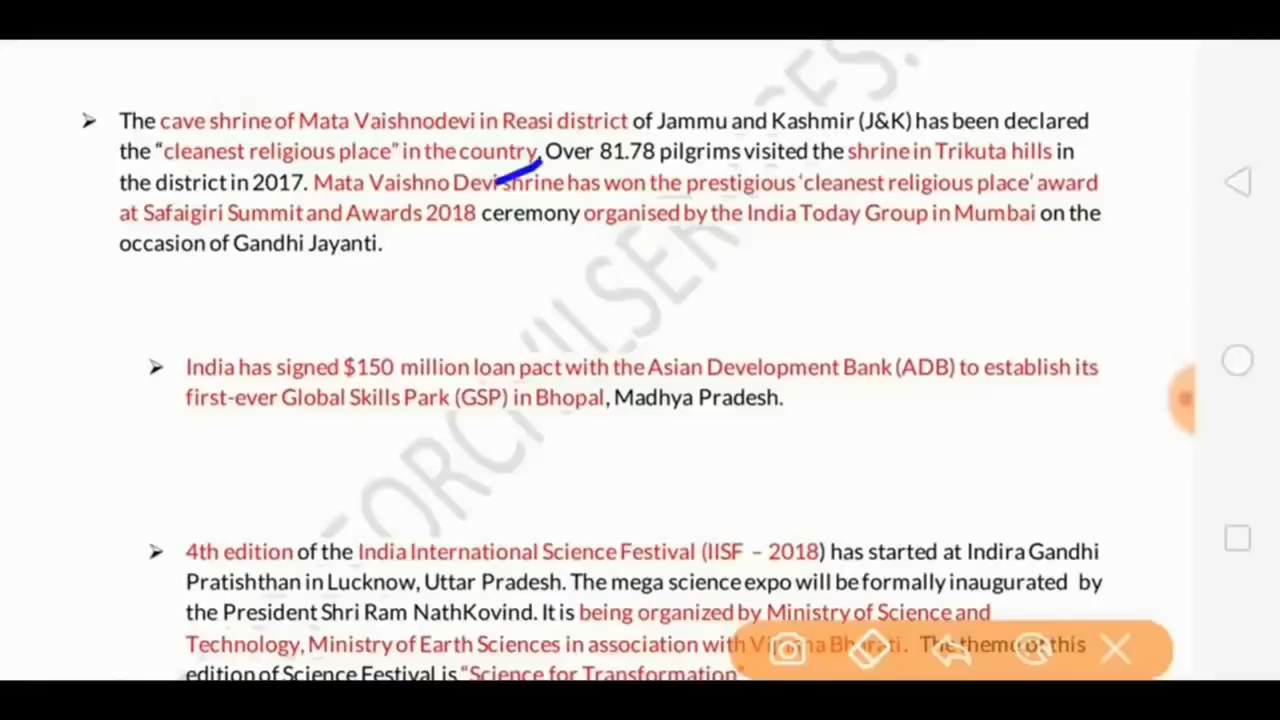 ➢ The cave shrine of Mata Vaishnodevi in Reasi district of Jammu and Kashmir (J&K) has been declared
the “cleanest religious place” in the country. Over 81.78 pilgrims visited the shrine in Trikuta hills in
the district in 2017. Mata Vaishno Devi shrine has won the prestigious ‘cleanest religious place’ award
at Safaigiri Summit and Awards 2018 ceremony organised by the India Today Group in Mumbai on the
occasion of Gandhi Jayanti.
➢ India has signed $150 million loan pact with the Asian Development Bank (ADB) to establish its
first-ever Global Skills Park (GSP) in Bhopal, Madhya Pradesh.
➢ 4th edition of the India International Science Festival (IISF – 2018) has started at Indira Gandhi
Pratishthan in Lucknow, Uttar Pradesh. The mega science expo will be formally inaugurated by
the President Shri Ram NathKovind. It is being organized by Ministry of Science and
Technology, Ministry of Earth Sciences in association with Bharati. The theme of this
edition of Science Festival is “Science for Transformation”